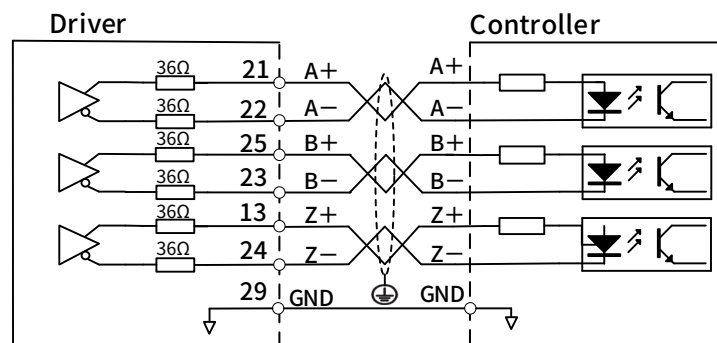 Driver Controller
36Ω 21 A+ A+
36Ω 22 A− A−
36Ω 25 B+ B+
36Ω 23 B− B−
36Ω 13 Z+ Z+
36Ω 24 Z− Z−
29 GND GND